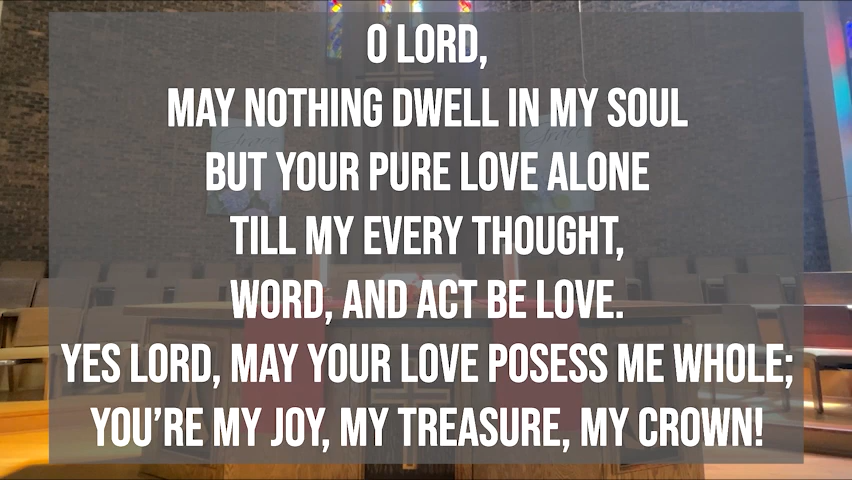 O LORD,
MAY NOTHING DWELL IN MY SOUL
BUT YOUR PURE LOVE ALONE
TILL MY EVERY THOUGHT,
WORD, AND ACT BE LOVE.
YES LORD, MAY YOUR LOVE POSESS ME WHOLE;
YOU'RE MY JOY, MY TREASURE, MY CROWN!